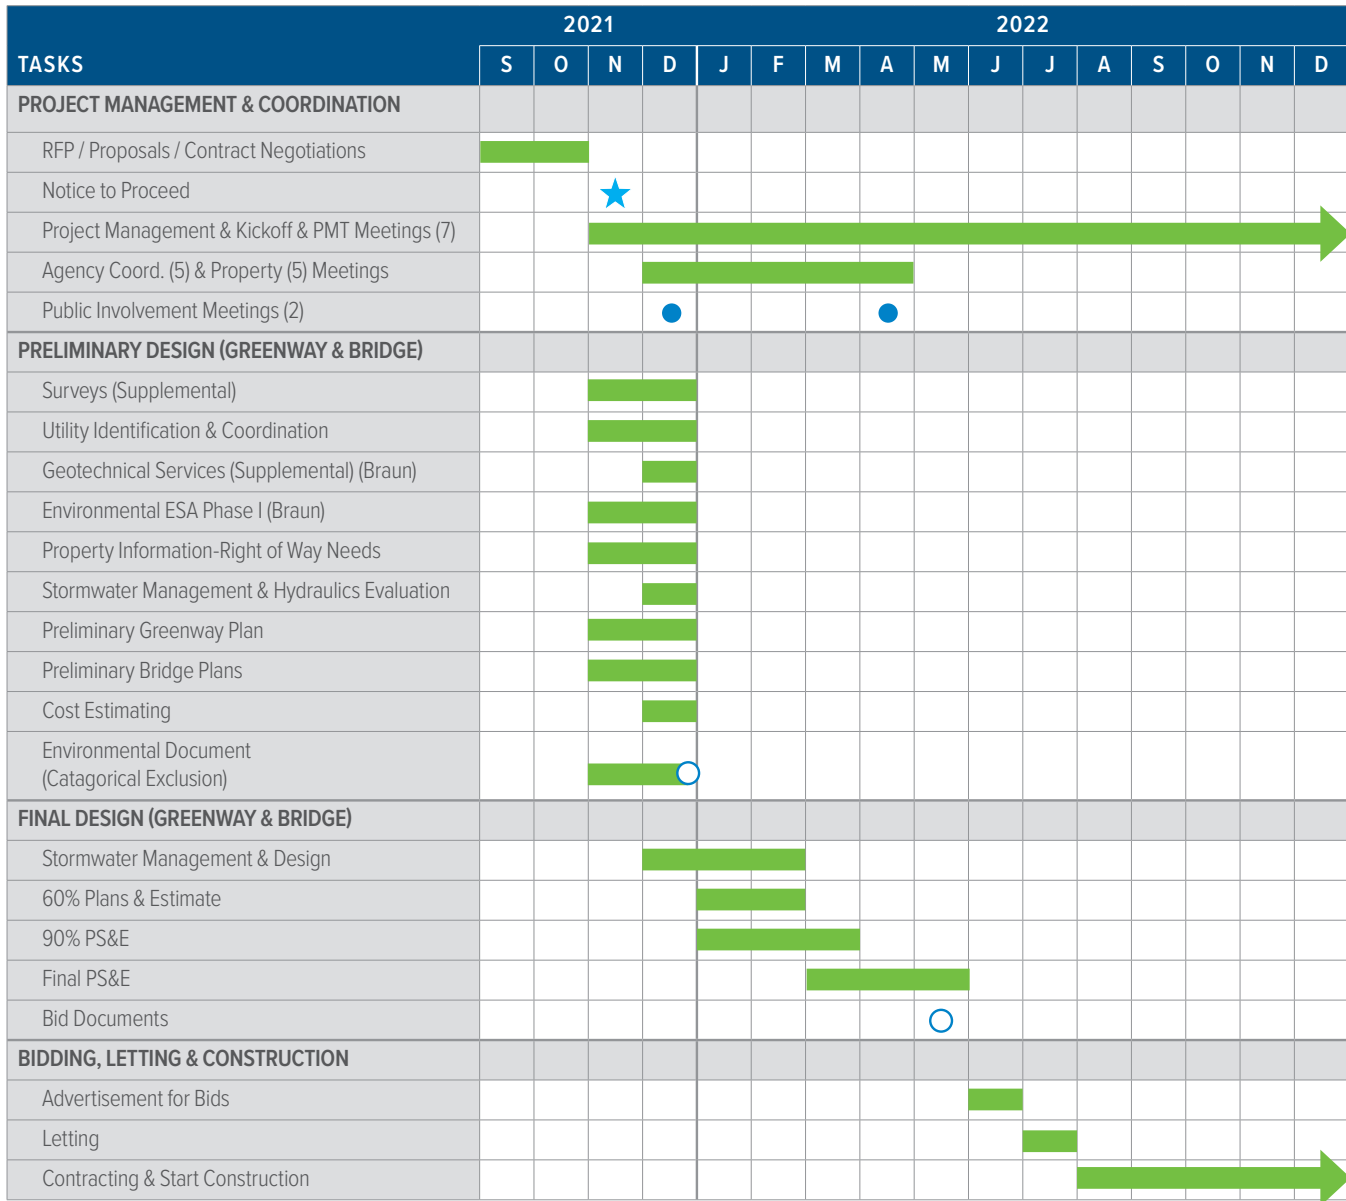 2021 2022
TASKS S O N D J F M A M J J A S O N D
PROJECT MANAGEMENT & COORDINATION
RFP / Proposals / Contract Negotiations
Notice to Proceed
Project Management & Kickoff & PMT Meetings (7)
Agency Coord. (5) & Property (5) Meetings
Public Involvement Meetings (2)
PRELIMINARY DESIGN (GREENWAY & BRIDGE)
Surveys (Supplemental)
Utility Identification & Coordination
Geotechnical Services (Supplemental) (Braun)
Environmental ESA Phase I (Braun)
Property Information-Right of Way Needs
Stormwater Management & Hydraulics Evaluation
Preliminary Greenway Plan
Preliminary Bridge Plans
Cost Estimating
Environmental Document
(Catagorical Exclusion)
FINAL DESIGN (GREENWAY & BRIDGE)
Stormwater Management & Design
60% Plans & Estimate
90% PS&E
Final PS&E
Bid Documents
BIDDING, LETTING & CONSTRUCTION
Advertisement for Bids
Letting
Contracting & Start Construction